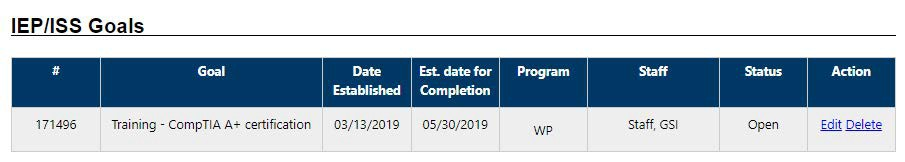 IEP/ISS Goals
# Goal Date Established Est. date for Completion Program Staff Status Action
171496 Training - CompTIA A+ certification 03/13/2019 05/30/2019 WP Staff, GSI Open Edit Delete